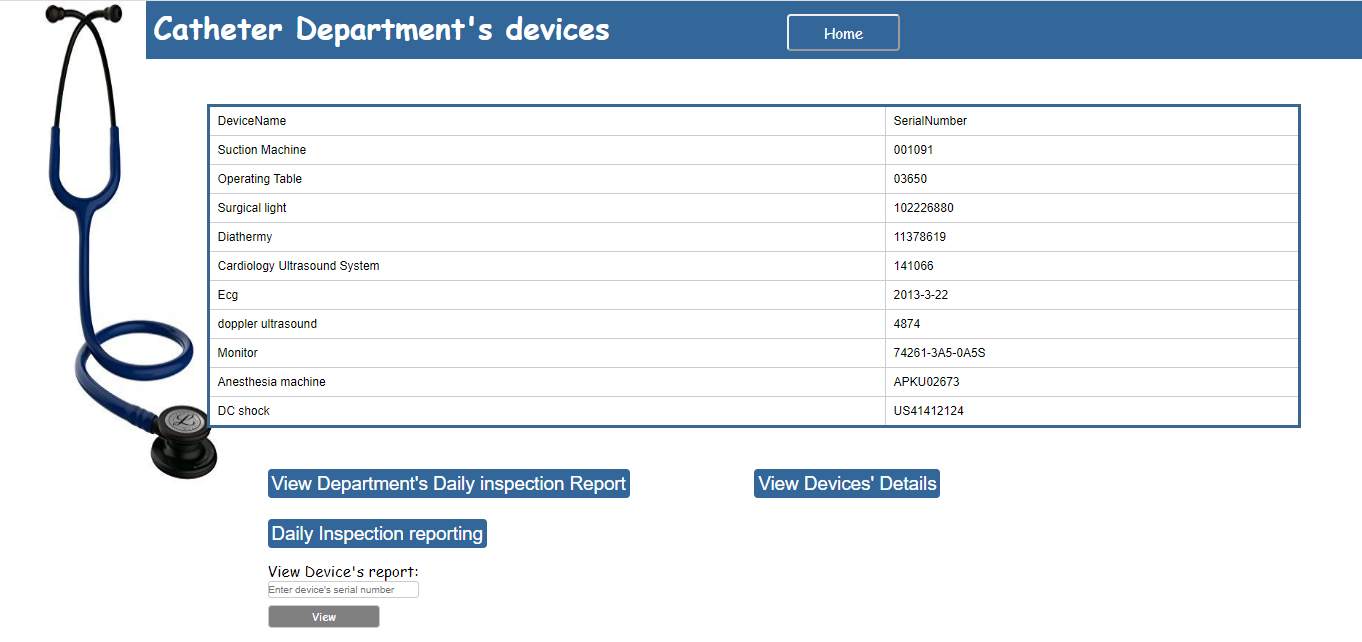 Catheter Department's devices
Home
DeviceName SerialNumber
Suction Machine 001091
Operating Table 03650
Surgical light 102226880
Diathermy 11378619
Cardiology Ultrasound System 141066
Ecg 2013-3-22
doppler ultrasound 4874
Monitor 74261-3A5-0A5S
Anesthesia machine APKU02673
DC shock US41412124
View Department's Daily inspection Report View Devices' Details
Daily Inspection reporting
View Device's report:
Enter device's serial number
View